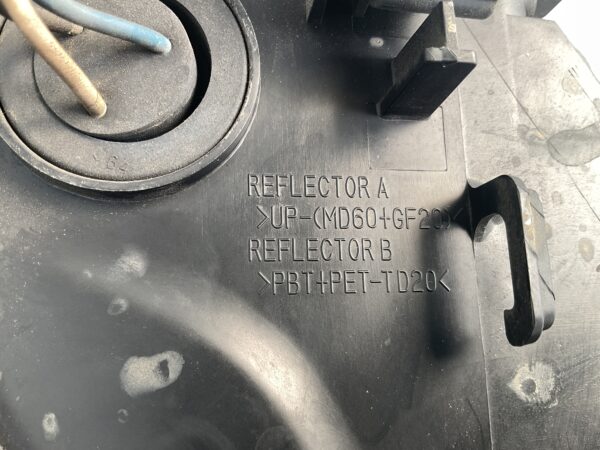 REFLECTOR A
>UP-(MD60+GF20)<
REFLECTOR B
>PBT+PET-TD20<